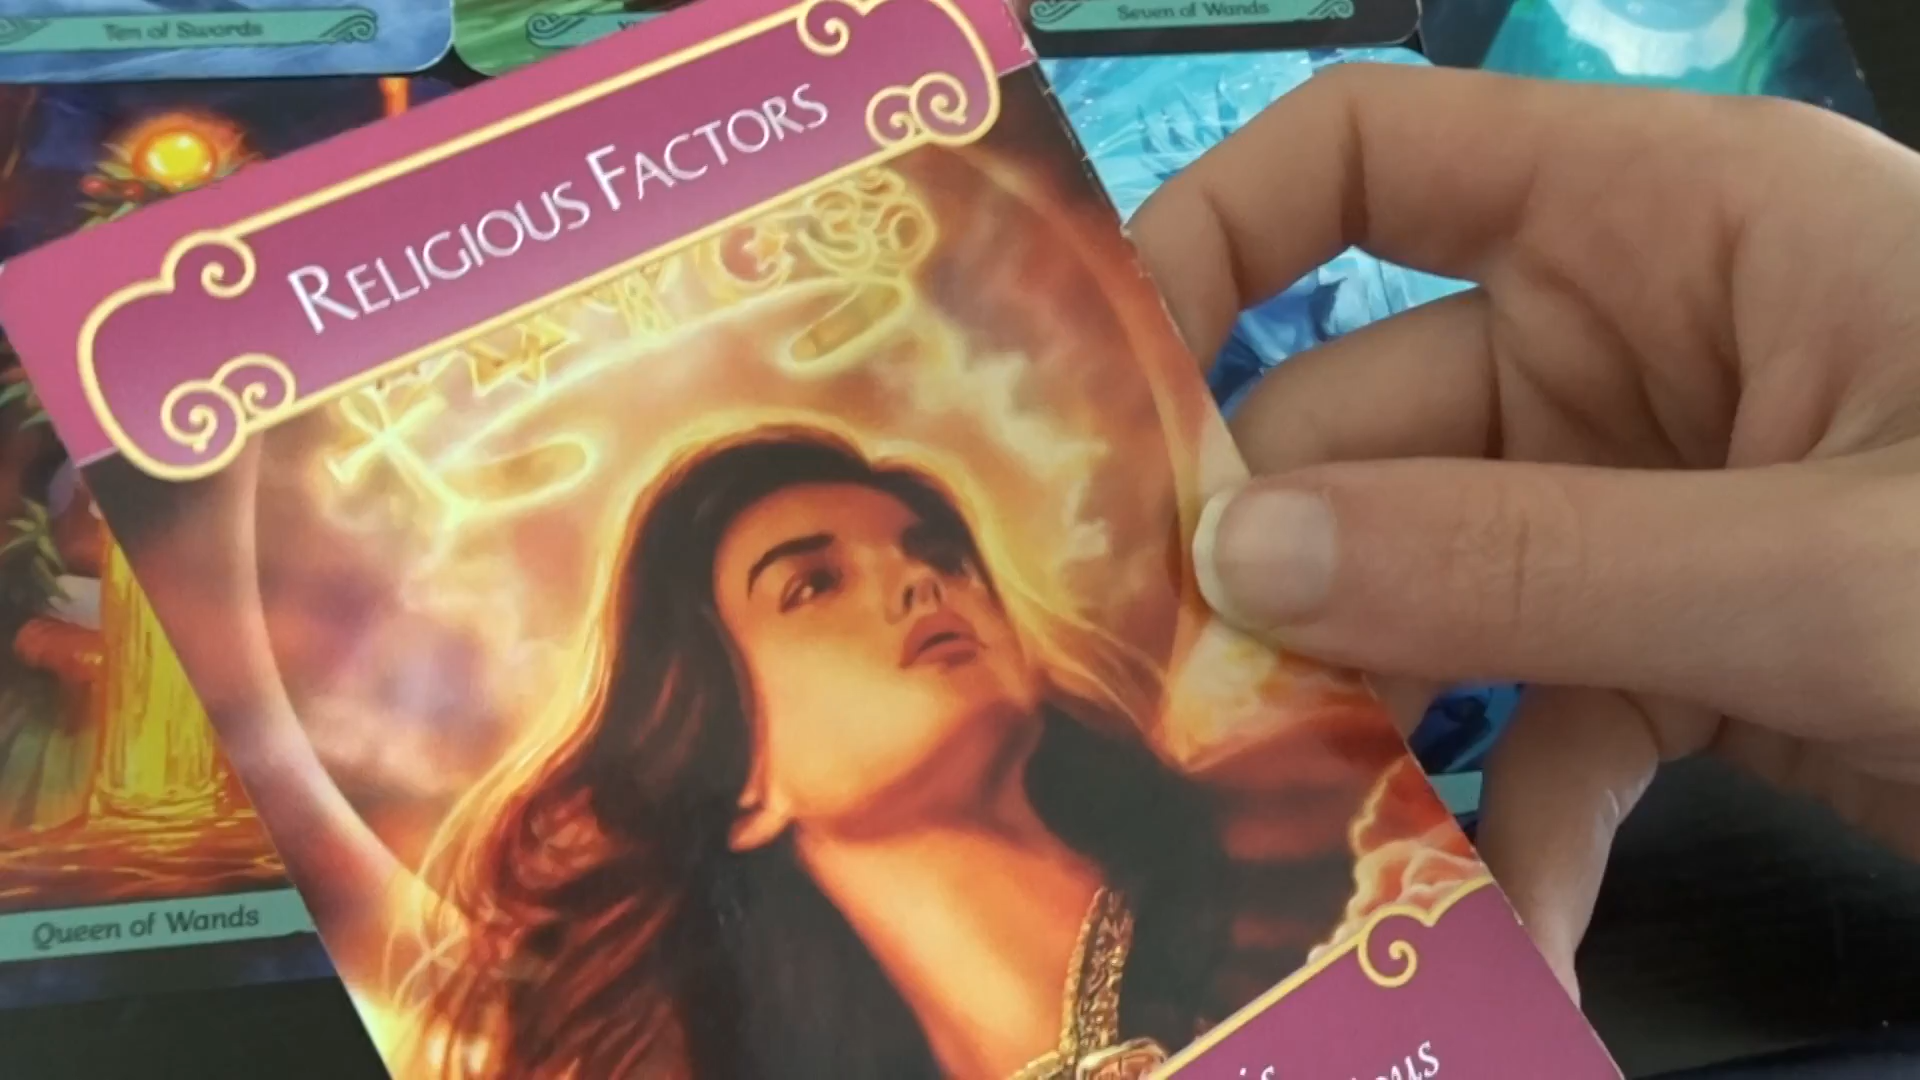 Ten of Swords
Seven of Wands
RELIGIOUS FACTORS
Queen of Wands